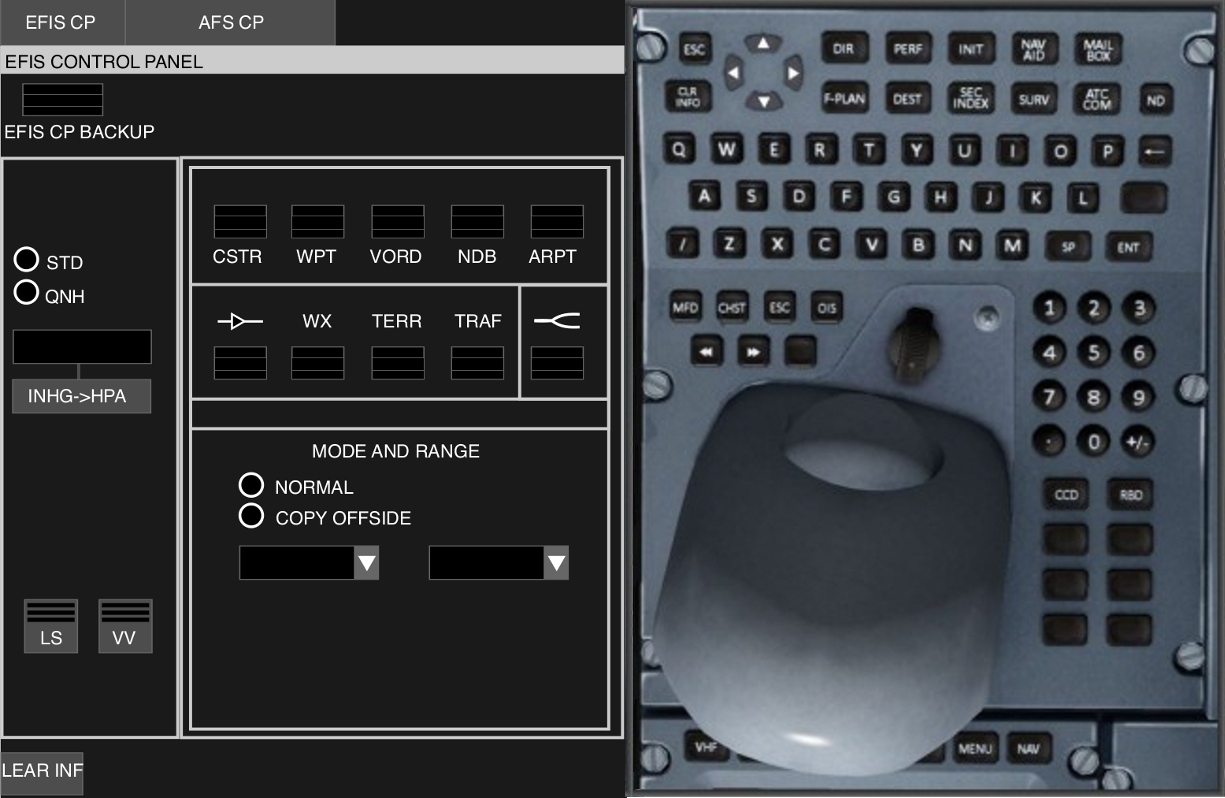 EFIS CP AFS CP
EFIS CONTROL PANEL
EFIS CP BACKUP
STD
QNH
INHG->HPA
LS VV
CSTR WPT VORD NDB ARPT
WX TERR TRAF
MODE AND RANGE
NORMAL
COPY OFFSIDE
LEAR INF
ESC DIR PERF INIT NAV AID MAIL BOX
CLR INFO F-PLAN DEST SEC INDEX SURV ATC COM ND
Q W E R T Y U I O P
A S D F G H J K L
/ Z X C V B N M SP ENT
MFD CHST ESC OIS
1 2 3
4 5 6
7 8 9
. 0 +/-
CCD RBD
VHF MENU NAV